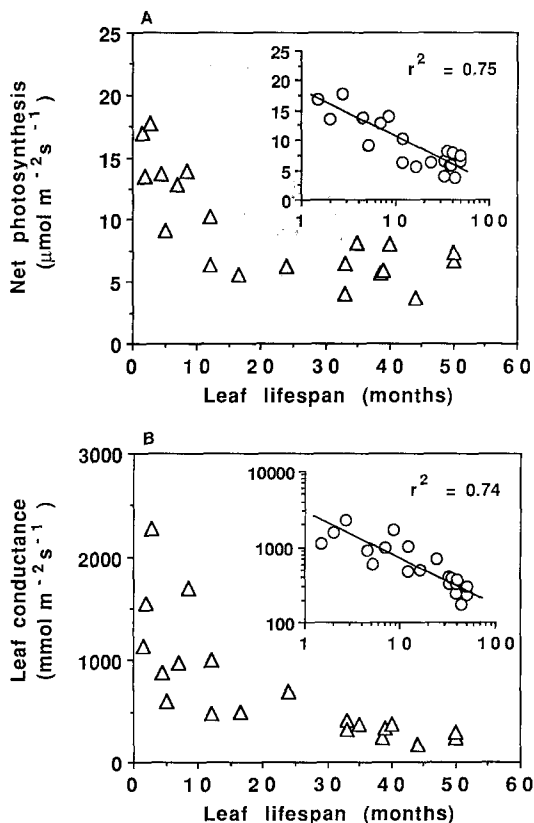 A
Net photosynthesis
(μmol m⁻²s⁻¹)
25
20
15
10
5
0
0 10 20 30 40 50 60
Leaf lifespan (months)
r² = 0.75
25
20
15
10
5
0
1 10 100
B
Leaf conductance
(mmol m⁻²s⁻¹)
3000
2000
1000
0
0 10 20 30 40 50 60
Leaf lifespan (months)
r² = 0.74
10000
1000
100
1 10 100